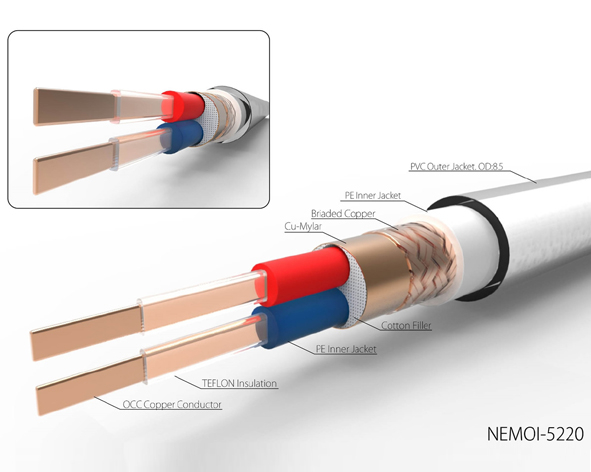 PVC Outer Jacket, OD:8.5
PE Inner Jacket
Briaded Copper
Cu-Mylar
Cotton Filler
PE Inner Jacket
TEFLON Insulation
OCC Copper Conductor
NEMOI-5220